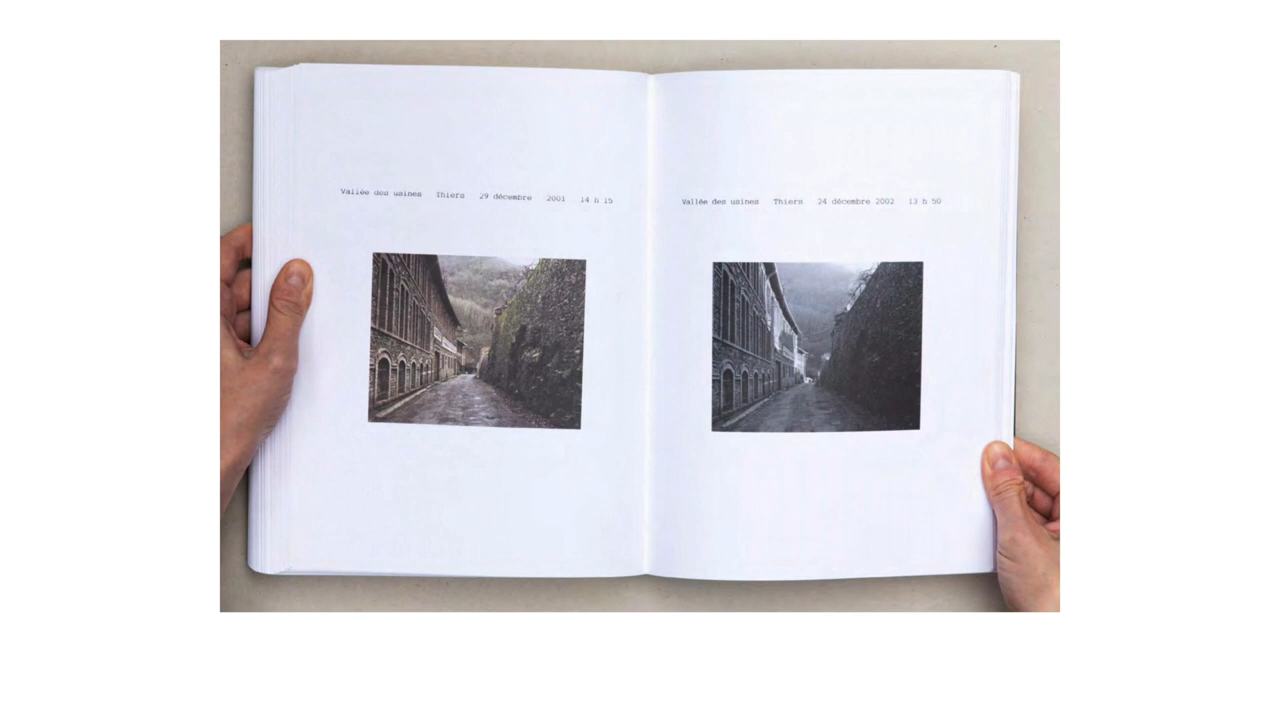 Vallée des usines Thiers 29 décembre 2001 14 h 15
Vallée des usines Thiers 24 décembre 2002 13 h 50